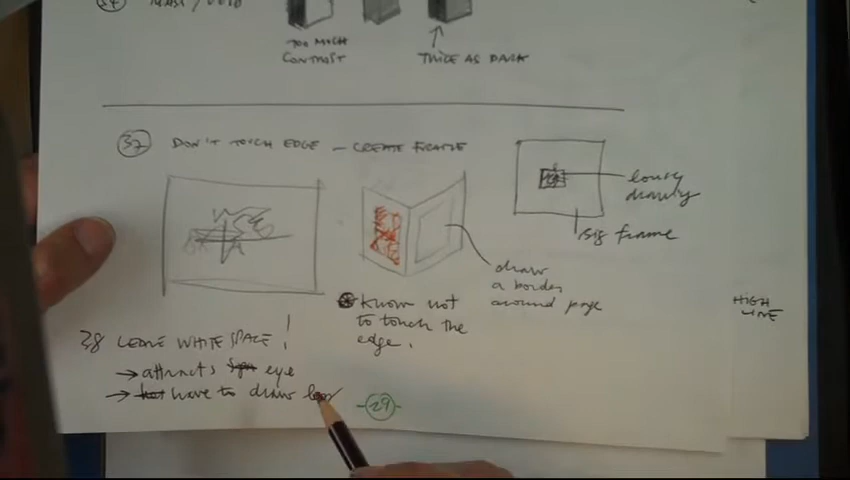 TOO MUCH
CONTRAST
TWICE AS DARK
37 DON'T TOUCH EDGE - CREATE FRAME
lousy
drawing
big frame
draw
a border
around page
know not
to touch the
edge.
HIGH
LINE
38 LEAVE WHITE SPACE!
→ attracts eye
→ have to draw
29